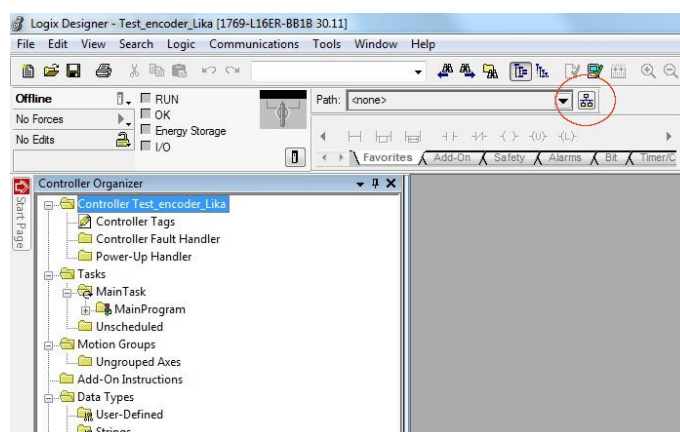 Logix Designer - Test_encoder_Lika [1769-L16ER-BB1B 30.11]
File Edit View Search Logic Communications Tools Window Help
Offline
RUN
Path: <none>
No Forces
OK
No Edits
Energy Storage
I/O
Favorites Add-On Safety Alarms Bit Timer/C
Start Page
Controller Organizer
Controller Test_encoder_Lika
Controller Tags
Controller Fault Handler
Power-Up Handler
Tasks
MainTask
MainProgram
Unscheduled
Motion Groups
Ungrouped Axes
Add-On Instructions
Data Types
User-Defined
Strings